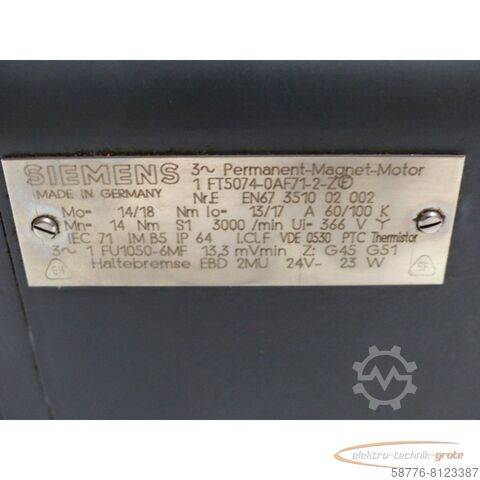 SIEMENS 3~ Permanent-Magnet-Motor
1 FT5074-0AF71-2-Z
MADE IN GERMANY Nr.E EN67 3510 02 002
Mo= 14/18 Nm Io= 13/17 A 60/100 K
Mn= 14 Nm S1 3000 /min Ui= 366 V Y
IEC 71 IM B5 IP 64 I.Cl.F VDE 0530 PTC Thermistor
3~ 1 FU1050-6MF 13,3 mV/min Z: G45 G51
Haltebremse EBD 2MU 24V- 23 W
elektro-technik-grote.
58776-8123387